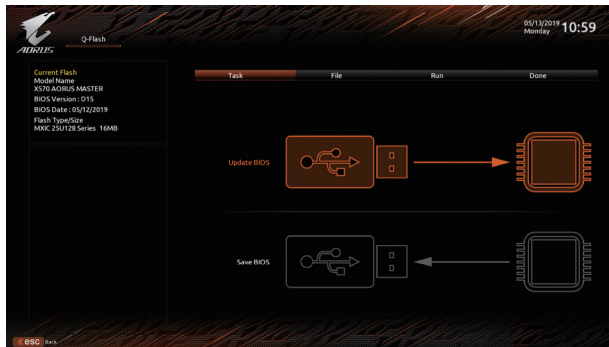 AORUS
Q-Flash
05/13/2019
Monday
10:59
Current Flash
Model Name
X570 AORUS MASTER
BIOS Version : D15
BIOS Date : 05/12/2019
Flash Type/Size
MXIC 25U128 Series 16MB
Task File Run Done
Update BIOS
Save BIOS
esc Back